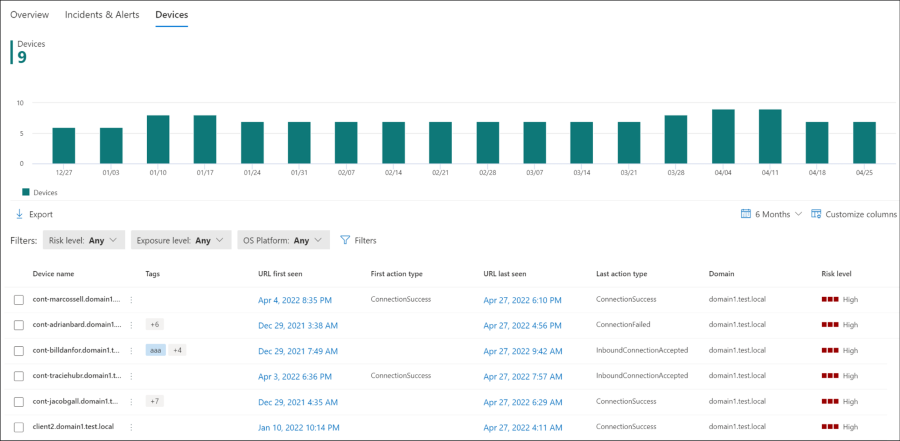 Overview Incidents & Alerts Devices
Devices
9
10
5
0
12/27 01/03 01/10 01/17 01/24 01/31 02/07 02/14 02/21 02/28 03/07 03/14 03/21 03/28 04/04 04/11 04/18 04/25
Devices
Export 6 Months Customize columns
Filters: Risk level: Any Exposure level: Any OS Platform: Any Filters
Device name Tags URL first seen First action type URL last seen Last action type Domain Risk level
cont-marcossell.domain1.... Apr 4, 2022 8:35 PM ConnectionSuccess Apr 27, 2022 6:10 PM ConnectionSuccess domain1.test.local High
cont-adrianbard.domain1.... +6 Dec 29, 2021 3:38 AM Apr 27, 2022 4:56 PM ConnectionFailed domain1.test.local High
cont-billdanfor.domain1.t... aaa +4 Dec 29, 2021 7:49 AM Apr 27, 2022 9:42 AM InboundConnectionAccepted domain1.test.local High
cont-traciehubr.domain1.t... Apr 3, 2022 6:36 PM ConnectionSuccess Apr 27, 2022 7:57 AM InboundConnectionAccepted domain1.test.local High
cont-jacobgall.domain1.te... +7 Dec 29, 2021 4:35 AM Apr 27, 2022 6:29 AM ConnectionSuccess domain1.test.local High
client2.domain1.test.local Jan 10, 2022 10:14 PM Apr 27, 2022 4:11 AM ConnectionSuccess domain1.test.local High